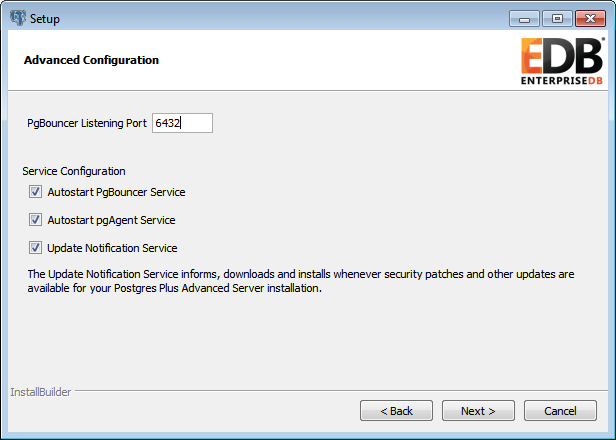 Setup
Advanced Configuration
EDB
ENTERPRISEDB
PgBouncer Listening Port 6432
Service Configuration
Autostart PgBouncer Service
Autostart pgAgent Service
Update Notification Service
The Update Notification Service informs, downloads and installs whenever security patches and other updates are
available for your Postgres Plus Advanced Server installation.
InstallBuilder
< Back Next > Cancel